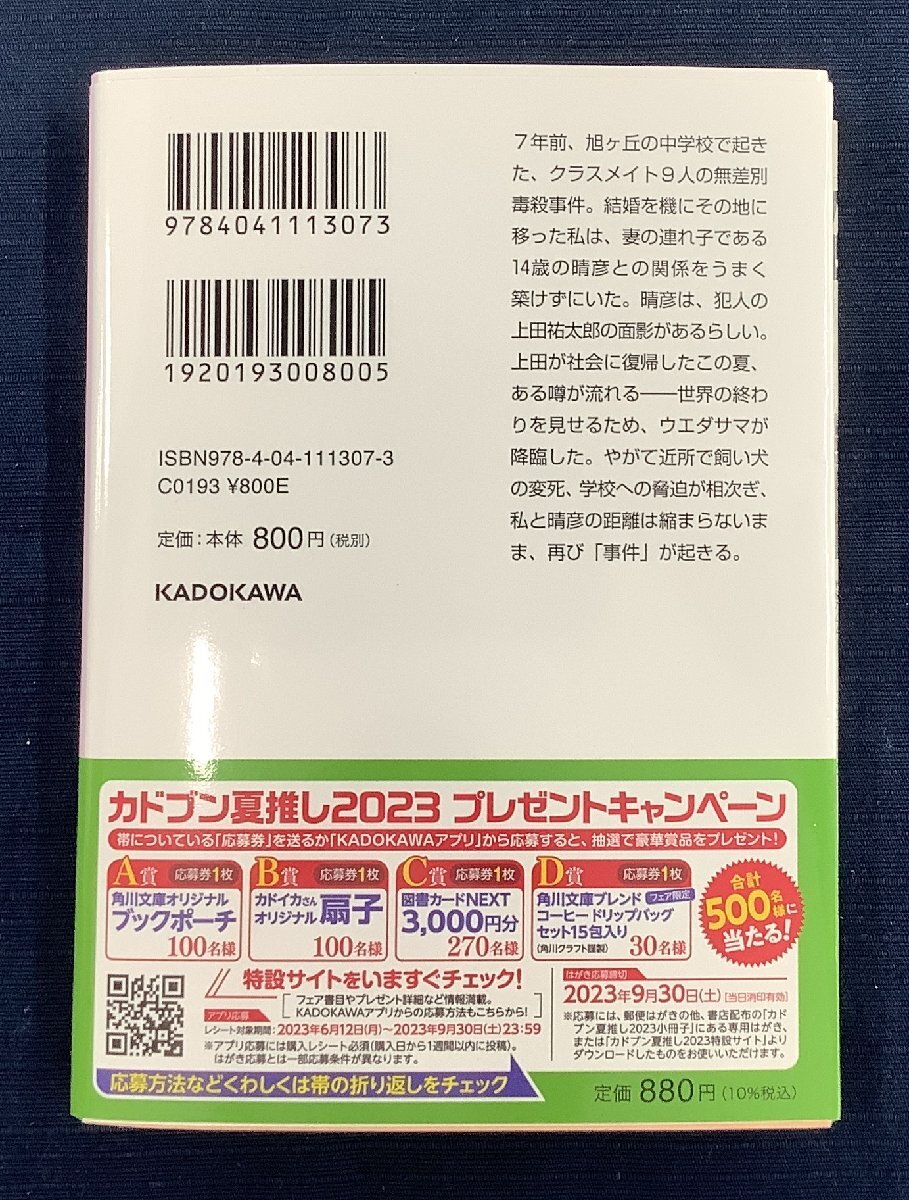 9784041113073
1920193008005
ISBN978-4-04-111307-3
C0193 ¥800E
定価：本体 800円（税別）
KADOKAWA
７年前、旭ヶ丘の中学校で起き
た、クラスメイト９人の無差別
毒殺事件。結婚を機にその地に
移った私は、妻の連れ子である
14歳の晴彦との関係をうまく
築けずにいた。晴彦は、犯人の
上田祐太郎の面影があるらしい。
上田が社会に復帰したこの夏、
ある噂が流れる――世界の終わ
りを見せるため、ウエダサマが
降臨した。やがて近所で飼い犬
の変死、学校への脅迫が相次ぎ、
私と晴彦の距離は縮まらないま
ま、再び「事件」が起きる。
カドブン夏推し2023 プレゼントキャンペーン
帯についている「応募券」を送るか「KADOKAWAアプリ」から応募すると、抽選で豪華賞品をプレゼント！
A賞 応募券1枚
角川文庫オリジナル
ブックポーチ
100名様
B賞 応募券1枚
カドイカさん
オリジナル 扇子
100名様
C賞 応募券1枚
図書カードNEXT
3,000円分
270名様
D賞 応募券1枚
角川文庫ブレンド フェア限定
コーヒードリップバッグ
セット15包入り
（角川クラフト謹製） 30名様
合計
500名様に
当たる！
特設サイトをいますぐチェック！
フェア書目やプレゼント詳細など情報満載。
KADOKAWAアプリからの応募方法もこちらから！
アプリ応募
レシート対象期間：2023年6月12日（月）～2023年9月30日（土）23:59
※アプリ応募には購入レシート必須（購入日から1週間以内に投稿）。
はがき応募とは一部応募条件が異なります。
応募方法などくわしくは帯の折り返しをチェック
はがき応募締切
2023年9月30日（土）［当日消印有効］
※応募には、郵便はがきの他、書店配布の「カド
ブン夏推し2023小冊子」にある専用はがき、
または「カドブン夏推し2023特設サイト」より
ダウンロードしたものをお使いいただけます。
定価 880円（10％税込）